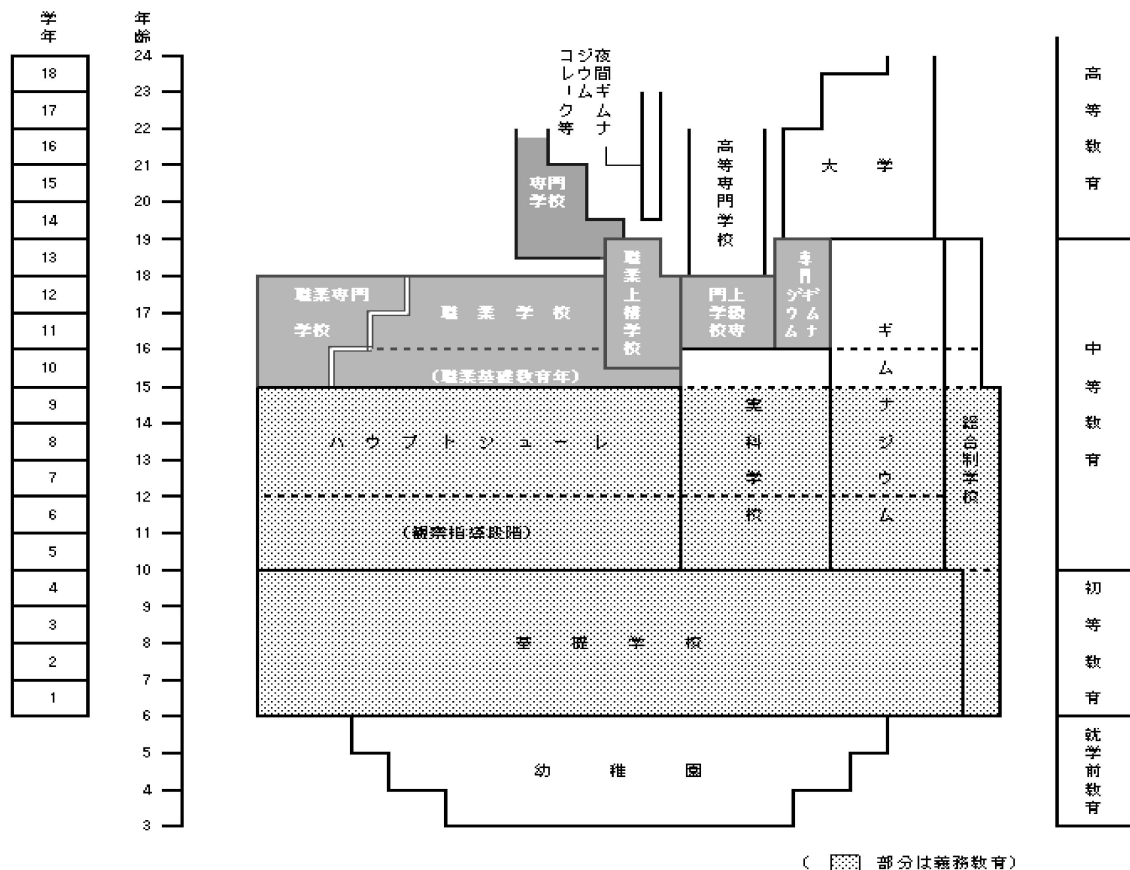 学年
年齢
24
23
22
21
20
19
18
17
16
15
14
13
12
11
10
9
8
7
6
5
4
3
18
17
16
15
14
13
12
11
10
9
8
7
6
5
4
3
2
1
夜間ギムナ
ジウム
コレーク等
専門
学校
高等専門学校
大学
職業専門
学校
職業学校
(職業基礎教育年)
職業上構学校
上級専
門学校
専門ギムナ
ジウム
ギムナジウム
ハウプトシューレ
(観察指導段階)
実科学校
総合制学校
基礎学校
幼稚園
高等教育
中等教育
初等教育
就学前教育
( 部分は義務教育)